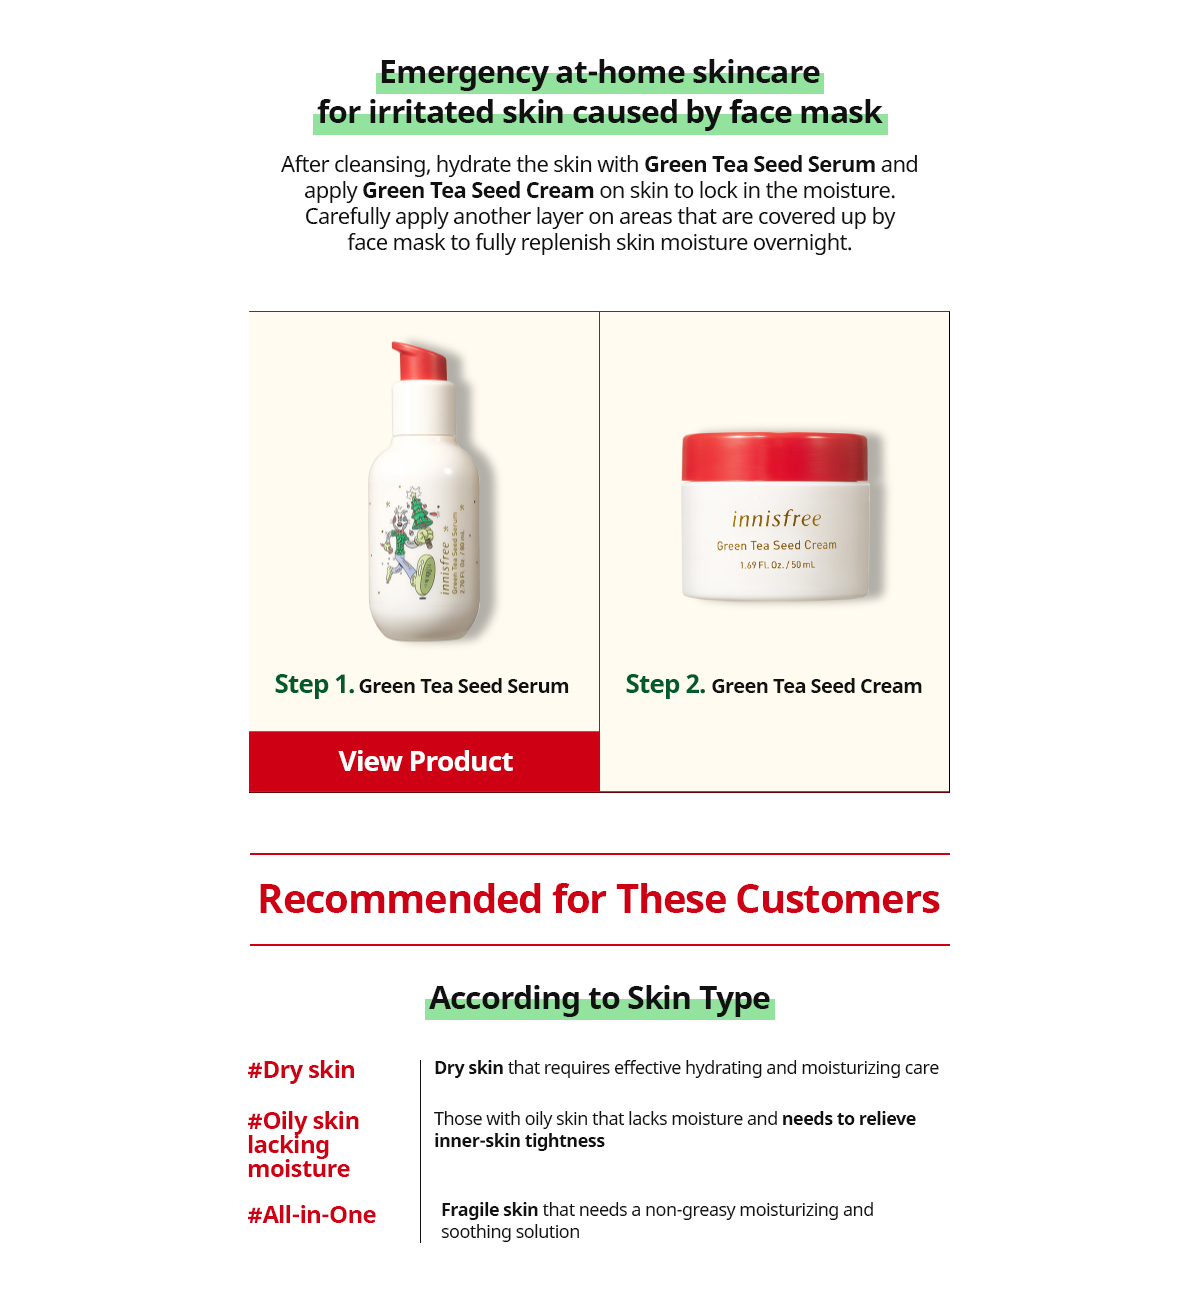 Emergency at-home skincare
for irritated skin caused by face mask
After cleansing, hydrate the skin with Green Tea Seed Serum and
apply Green Tea Seed Cream on skin to lock in the moisture.
Carefully apply another layer on areas that are covered up by
face mask to fully replenish skin moisture overnight.
innisfree
Green Tea Seed Serum
2.70 Fl. Oz. / 80 mL
innisfree
Green Tea Seed Cream
1.69 Fl. Oz. / 50 mL
Step 1. Green Tea Seed Serum
Step 2. Green Tea Seed Cream
View Product
Recommended for These Customers
According to Skin Type
#Dry skin
Dry skin that requires effective hydrating and moisturizing care
#Oily skin
lacking
moisture
Those with oily skin that lacks moisture and needs to relieve
inner-skin tightness
#All-in-One
Fragile skin that needs a non-greasy moisturizing and
soothing solution